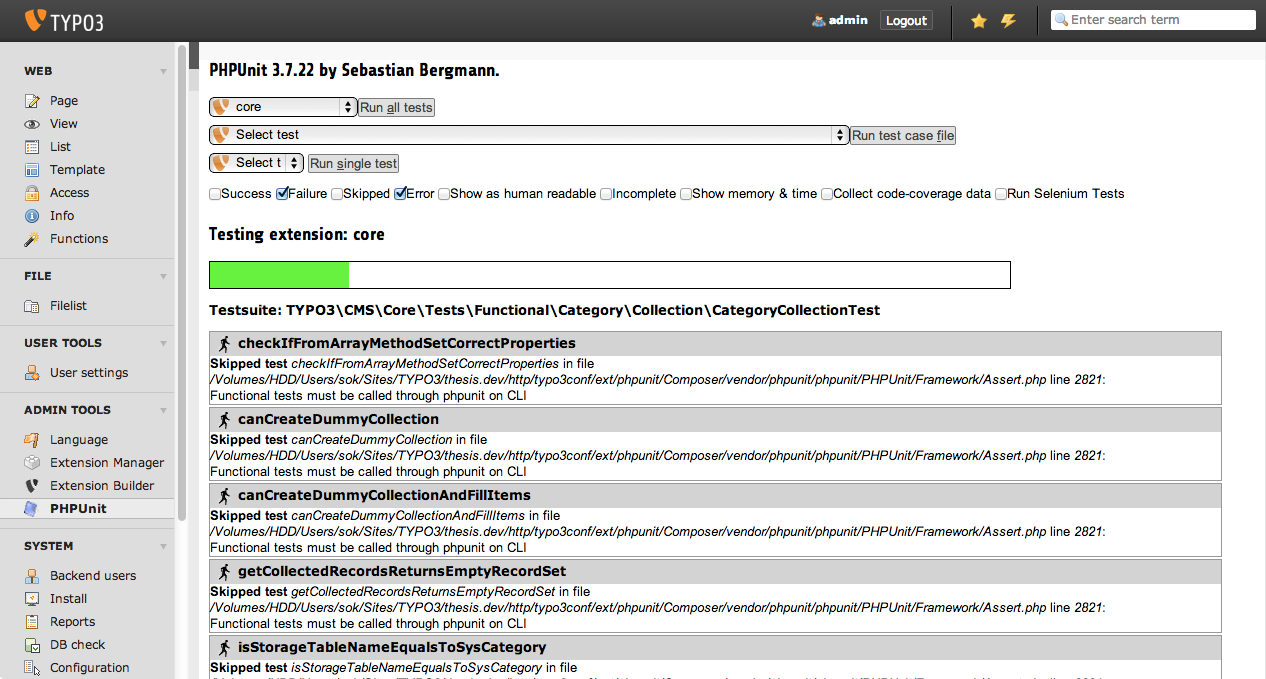 TYPO3
admin
Logout
Enter search term
WEB
Page
View
List
Template
Access
Info
Functions
FILE
Filelist
USER TOOLS
User settings
ADMIN TOOLS
Language
Extension Manager
Extension Builder
PHPUnit
SYSTEM
Backend users
Install
Reports
DB check
Configuration
PHPUnit 3.7.22 by Sebastian Bergmann.
core Run all tests
Select test Run test case file
Select t Run single test
Success Failure Skipped Error Show as human readable Incomplete Show memory & time Collect code-coverage data Run Selenium Tests
Testing extension: core
Testsuite: TYPO3\CMS\Core\Tests\Functional\Category\Collection\CategoryCollectionTest
checkIfFromArrayMethodSetCorrectProperties
Skipped test checkIfFromArrayMethodSetCorrectProperties in file
/Volumes/HDD/Users/sok/Sites/TYPO3/thesis.dev/http/typo3conf/ext/phpunit/Composer/vendor/phpunit/phpunit/PHPUnit/Framework/Assert.php line 2821:
Functional tests must be called through phpunit on CLI
canCreateDummyCollection
Skipped test canCreateDummyCollection in file
/Volumes/HDD/Users/sok/Sites/TYPO3/thesis.dev/http/typo3conf/ext/phpunit/Composer/vendor/phpunit/phpunit/PHPUnit/Framework/Assert.php line 2821:
Functional tests must be called through phpunit on CLI
canCreateDummyCollectionAndFillItems
Skipped test canCreateDummyCollectionAndFillItems in file
/Volumes/HDD/Users/sok/Sites/TYPO3/thesis.dev/http/typo3conf/ext/phpunit/Composer/vendor/phpunit/phpunit/PHPUnit/Framework/Assert.php line 2821:
Functional tests must be called through phpunit on CLI
getCollectedRecordsReturnsEmptyRecordSet
Skipped test getCollectedRecordsReturnsEmptyRecordSet in file
/Volumes/HDD/Users/sok/Sites/TYPO3/thesis.dev/http/typo3conf/ext/phpunit/Composer/vendor/phpunit/phpunit/PHPUnit/Framework/Assert.php line 2821:
Functional tests must be called through phpunit on CLI
isStorageTableNameEqualsToSysCategory
Skipped test isStorageTableNameEqualsToSysCategory in file